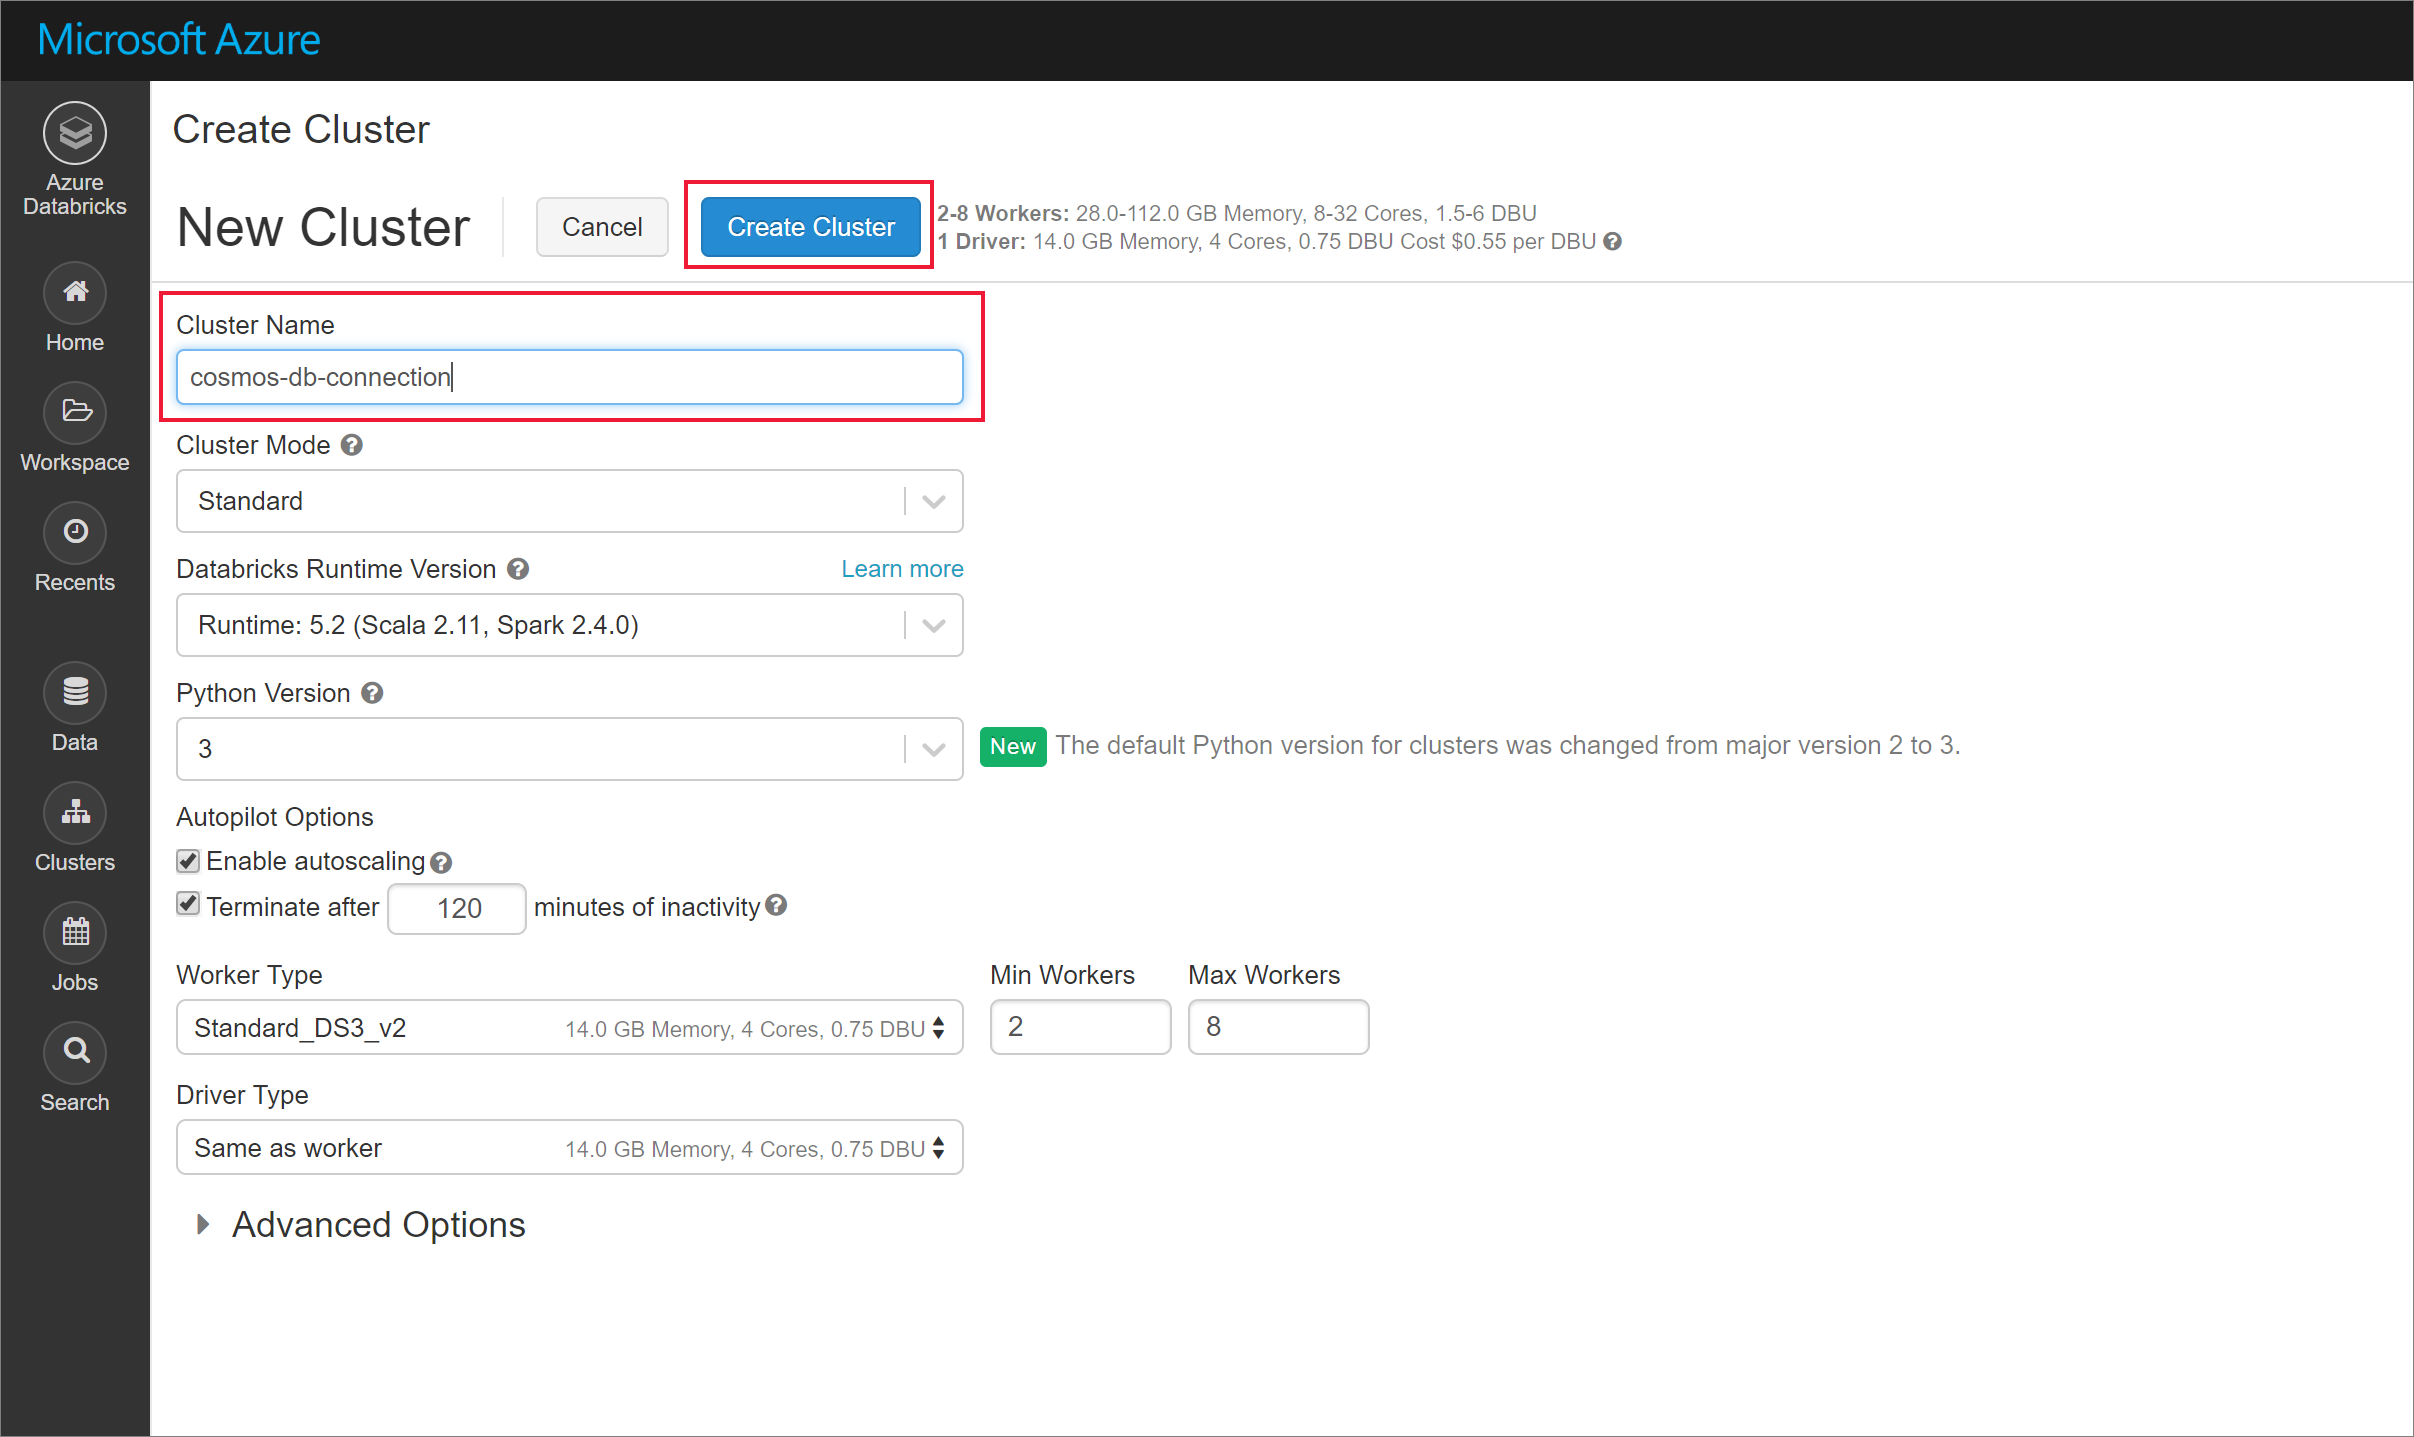 Microsoft Azure
Azure
Databricks
Home
Workspace
Recents
Data
Clusters
Jobs
Search
Create Cluster
New Cluster
Cancel
Create Cluster
2-8 Workers: 28.0-112.0 GB Memory, 8-32 Cores, 1.5-6 DBU
1 Driver: 14.0 GB Memory, 4 Cores, 0.75 DBU Cost $0.55 per DBU ?
Cluster Name
cosmos-db-connection
Cluster Mode ?
Standard
Databricks Runtime Version ? Learn more
Runtime: 5.2 (Scala 2.11, Spark 2.4.0)
Python Version ?
3
New The default Python version for clusters was changed from major version 2 to 3.
Autopilot Options
Enable autoscaling ?
Terminate after 120 minutes of inactivity ?
Worker Type Min Workers Max Workers
Standard_DS3_v2 14.0 GB Memory, 4 Cores, 0.75 DBU 2 8
Driver Type
Same as worker 14.0 GB Memory, 4 Cores, 0.75 DBU
Advanced Options